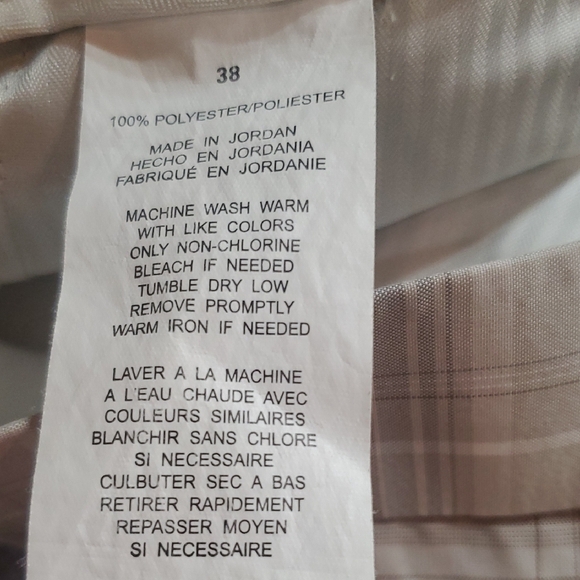 38
100% POLYESTER/POLIESTER
MADE IN JORDAN
HECHO EN JORDANIA
FABRIQUÉ EN JORDANIE
MACHINE WASH WARM
WITH LIKE COLORS
ONLY NON-CHLORINE
BLEACH IF NEEDED
TUMBLE DRY LOW
REMOVE PROMPTLY
WARM IRON IF NEEDED
LAVER A LA MACHINE
A L'EAU CHAUDE AVEC
COULEURS SIMILAIRES
BLANCHIR SANS CHLORE
SI NECESSAIRE
CULBUTER SEC A BAS
RETIRER RAPIDEMENT
REPASSER MOYEN
SI NECESSAIRE